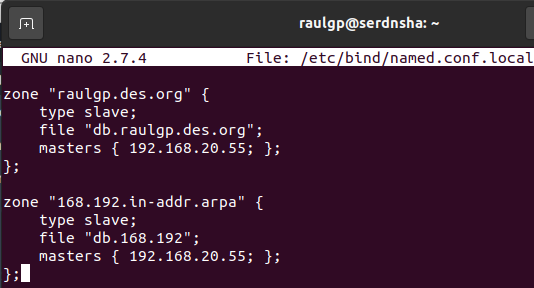 raulgp@serdnsha: ~
GNU nano 2.7.4 File: /etc/bind/named.conf.local
zone "raulgp.des.org" {
type slave;
file "db.raulgp.des.org";
masters { 192.168.20.55; };
};
zone "168.192.in-addr.arpa" {
type slave;
file "db.168.192";
masters { 192.168.20.55; };
};